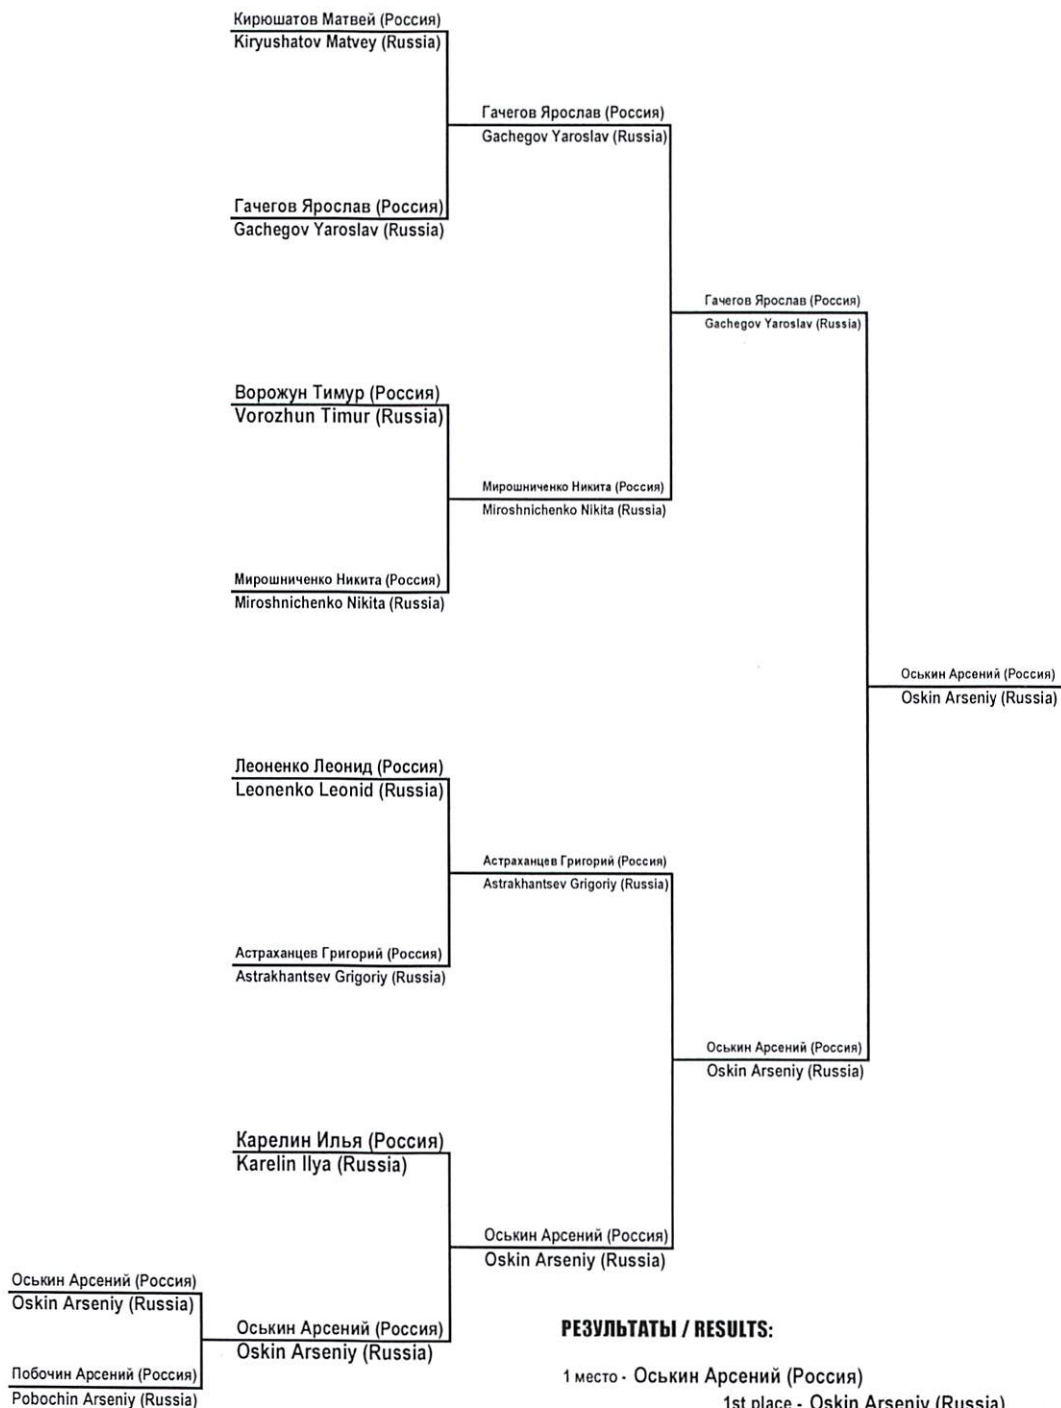 Кирюшатов Матвей (Россия)
Kiryushatov Matvey (Russia)
Гачегов Ярослав (Россия)
Gachegov Yaroslav (Russia)
Гачегов Ярослав (Россия)
Gachegov Yaroslav (Russia)
Гачегов Ярослав (Россия)
Gachegov Yaroslav (Russia)
Ворожун Тимур (Россия)
Vorozhun Timur (Russia)
Мирошниченко Никита (Россия)
Miroshnichenko Nikita (Russia)
Мирошниченко Никита (Россия)
Miroshnichenko Nikita (Russia)
Оськин Арсений (Россия)
Oskin Arseniy (Russia)
Леоненко Леонид (Россия)
Leonenko Leonid (Russia)
Астраханцев Григорий (Россия)
Astrakhantsev Grigoriy (Russia)
Астраханцев Григорий (Россия)
Astrakhantsev Grigoriy (Russia)
Оськин Арсений (Россия)
Oskin Arseniy (Russia)
Карелин Илья (Россия)
Karelin Ilya (Russia)
Оськин Арсений (Россия)
Oskin Arseniy (Russia)
Оськин Арсений (Россия)
Oskin Arseniy (Russia)
Оськин Арсений (Россия)
Oskin Arseniy (Russia)
Побочин Арсений (Россия)
Pobochin Arseniy (Russia)
РЕЗУЛЬТАТЫ / RESULTS:
1 место - Оськин Арсений (Россия)
1st place - Oskin Arseniy (Russia)